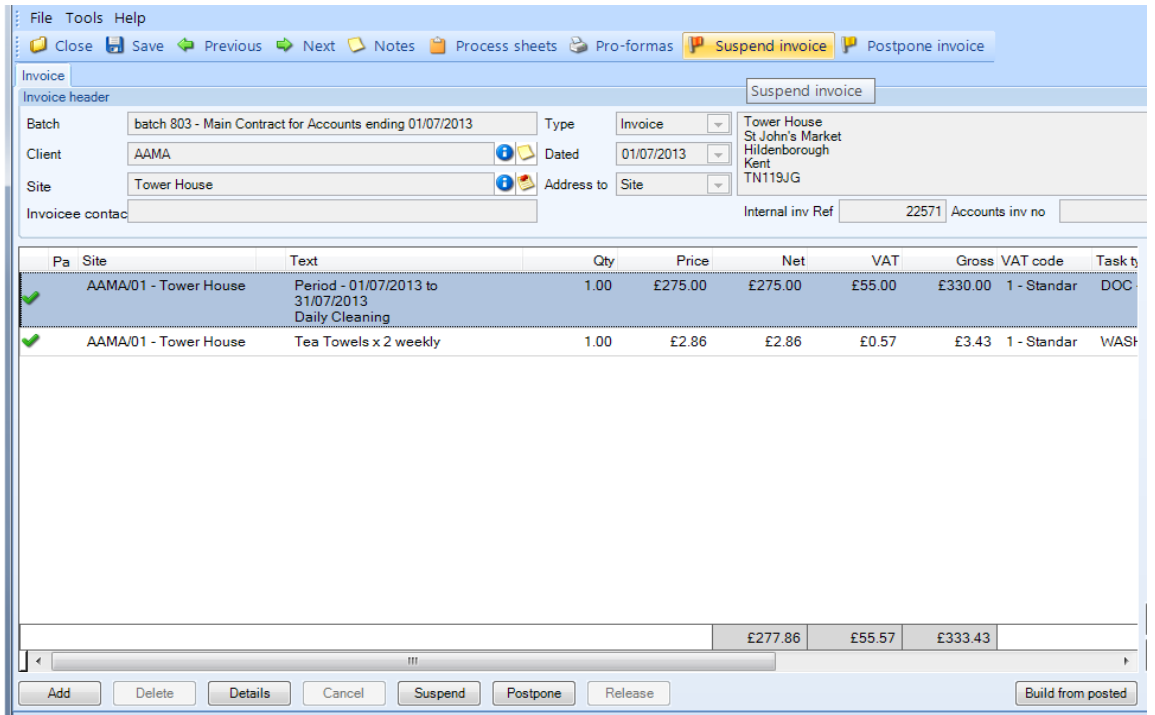 File Tools Help
Close Save Previous Next Notes Process sheets Pro-formas Suspend invoice Postpone invoice
Invoice
Suspend invoice
Invoice header
Batch batch 803 - Main Contract for Accounts ending 01/07/2013 Type Invoice
Client AAMA Dated 01/07/2013
Site Tower House Address to Site
Tower House
St John's Market
Hildenborough
Kent
TN119JG
Invoicee contac Internal inv Ref 22571 Accounts inv no
Pa Site Text Qty Price Net VAT Gross VAT code Task ty
AAMA/01 - Tower House Period - 01/07/2013 to 1.00 £275.00 £275.00 £55.00 £330.00 1 - Standar DOC -
31/07/2013
Daily Cleaning
AAMA/01 - Tower House Tea Towels x 2 weekly 1.00 £2.86 £2.86 £0.57 £3.43 1 - Standar WASH
£277.86 £55.57 £333.43
Add Delete Details Cancel Suspend Postpone Release Build from posted